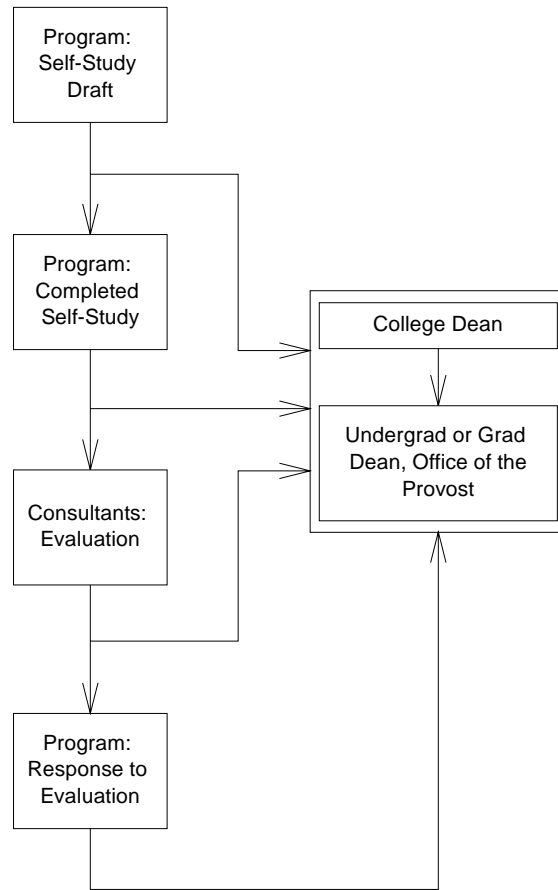 Program:
Self-Study
Draft
Program:
Completed
Self-Study
College Dean
Undergrad or Grad
Dean, Office of the
Provost
Consultants:
Evaluation
Program:
Response to
Evaluation